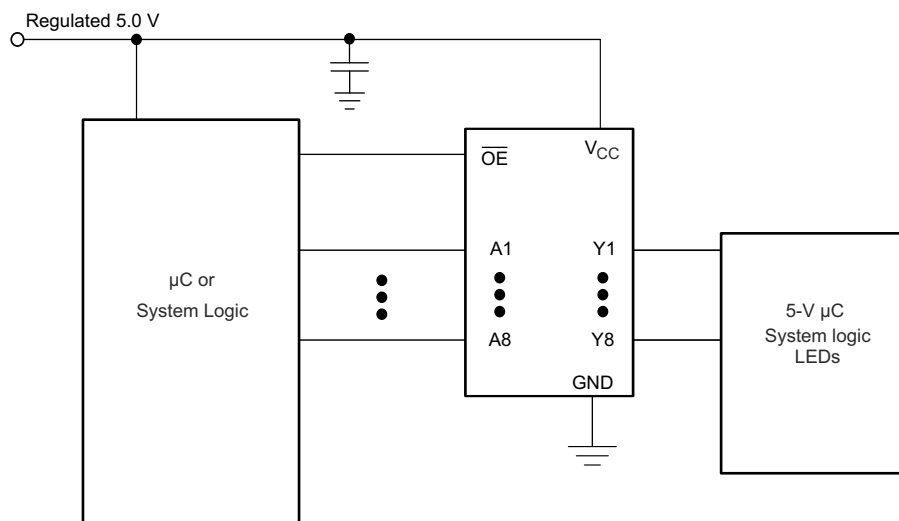 Regulated 5.0 V
OE
VCC
A1
Y1
µC or
System Logic
5-V µC
System logic
LEDs
A8
Y8
GND